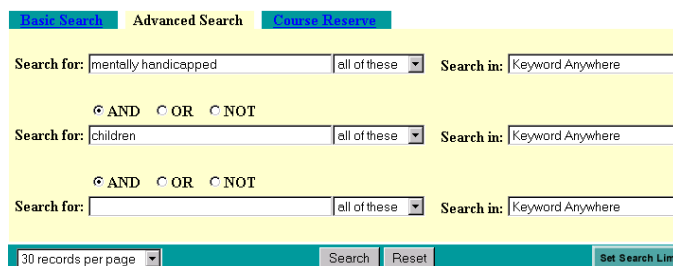 Basic Search Advanced Search Course Reserve
Search for: mentally handicapped all of these Search in: Keyword Anywhere
AND OR NOT
Search for: children all of these Search in: Keyword Anywhere
AND OR NOT
Search for: all of these Search in: Keyword Anywhere
30 records per page Search Reset Set Search Lim